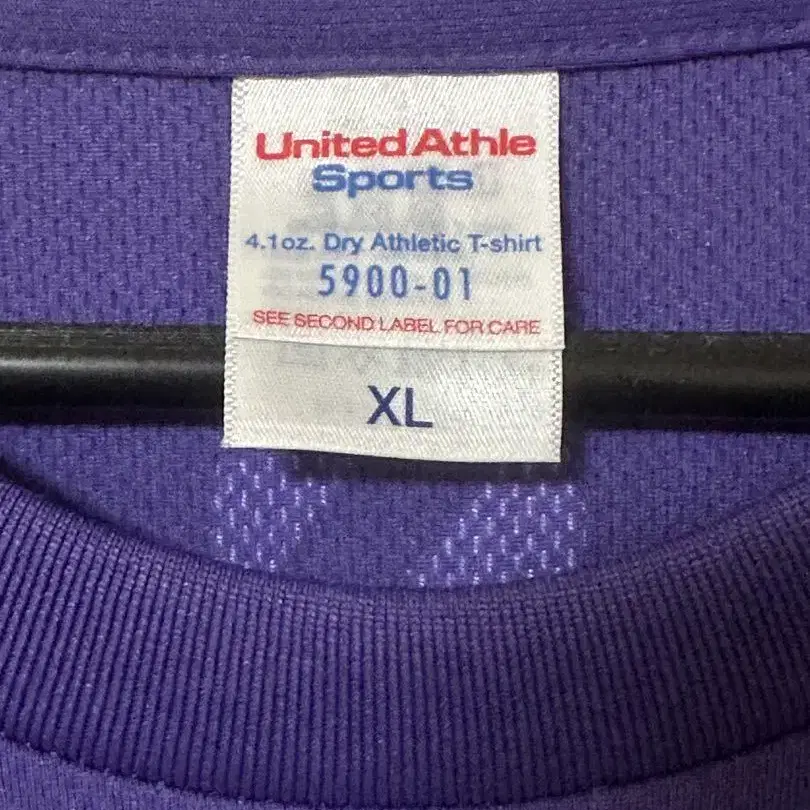 United Athle
Sports
4.1oz. Dry Athletic T-shirt
5900-01
SEE SECOND LABEL FOR CARE
XL